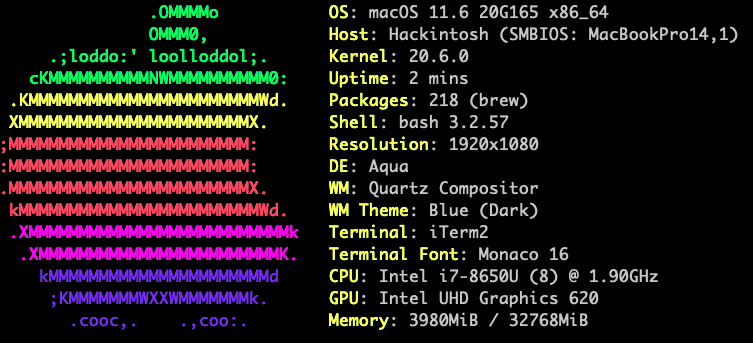 .OMMMMo OS: macOS 11.6 20G165 x86_64
OMMM0, Host: Hackintosh (SMBIOS: MacBookPro14,1)
.;loddo:' loolloddol;. Kernel: 20.6.0
cKMMMMMMMMMMNWMMMMMMMMMM0: Uptime: 2 mins
.KMMMMMMMMMMMMMMMMMMMMMMMWd. Packages: 218 (brew)
XMMMMMMMMMMMMMMMMMMMMMMMX. Shell: bash 3.2.57
;MMMMMMMMMMMMMMMMMMMMMMMM: Resolution: 1920x1080
:MMMMMMMMMMMMMMMMMMMMMMMM: DE: Aqua
.MMMMMMMMMMMMMMMMMMMMMMMMX. WM: Quartz Compositor
kMMMMMMMMMMMMMMMMMMMMMMMMWd. WM Theme: Blue (Dark)
.XMMMMMMMMMMMMMMMMMMMMMMMMMMk Terminal: iTerm2
.XMMMMMMMMMMMMMMMMMMMMMMMMK. Terminal Font: Monaco 16
kMMMMMMMMMMMMMMMMMMMMMMd CPU: Intel i7-8650U (8) @ 1.90GHz
;KMMMMMMMWXXWMMMMMMMk. GPU: Intel UHD Graphics 620
.cooc,. .,coo:. Memory: 3980MiB / 32768MiB